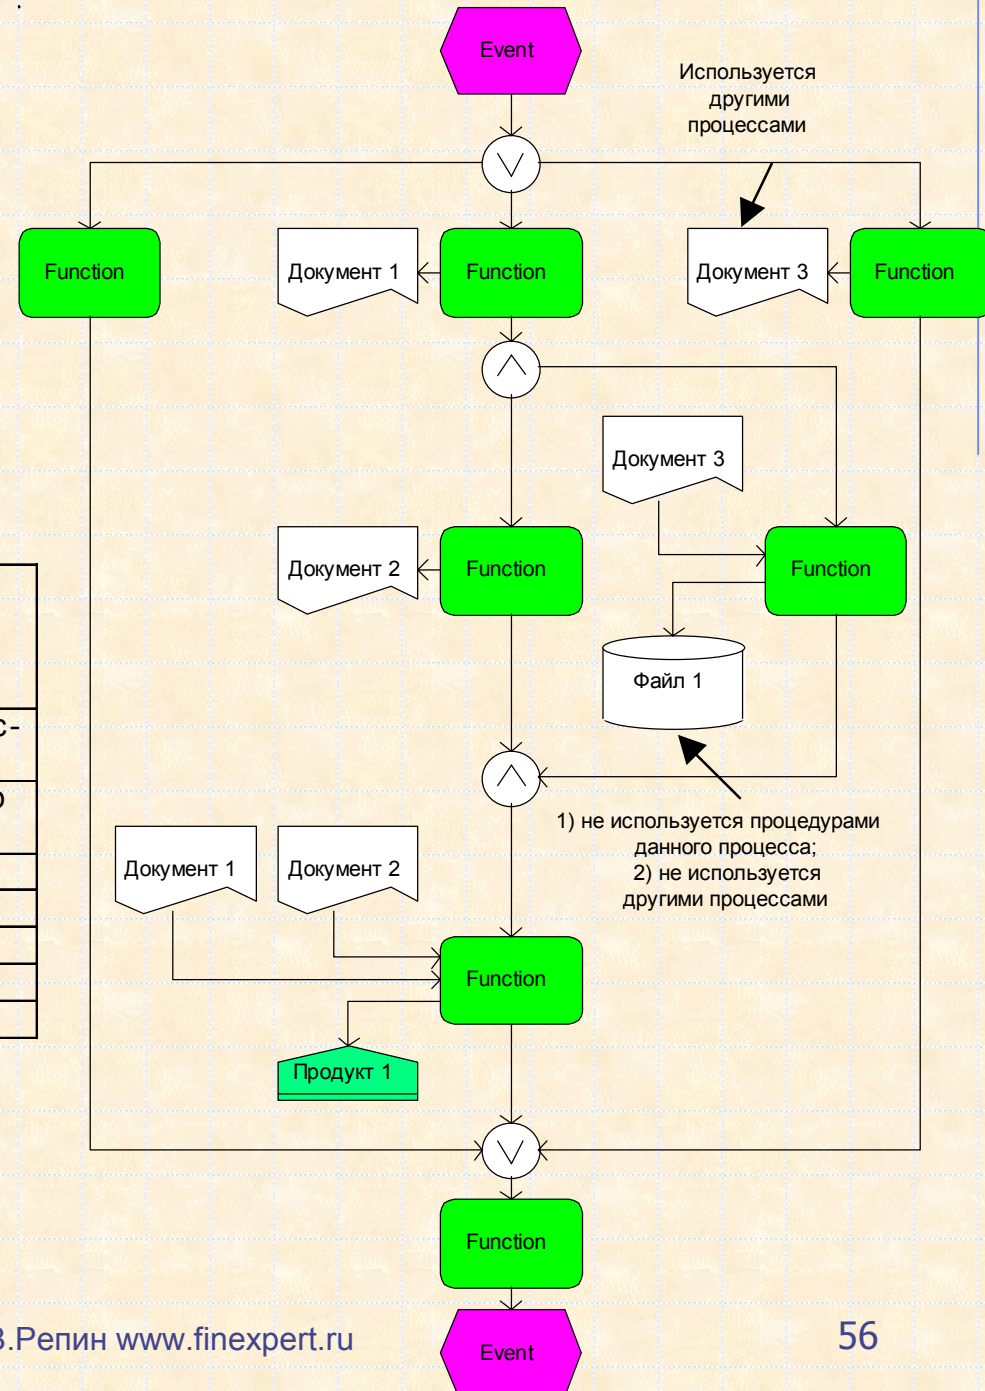 Event
Используется
другими
процессами
Function
Документ 1
Function
Документ 3
Function
Документ 3
Документ 2
Function
Function
Файл 1
с-
1) не используется процедурами
данного процесса;
2) не используется
другими процессами
Документ 1
Документ 2
Function
Продукт 1
Function
Event
В.Репин www.finexpert.ru
56